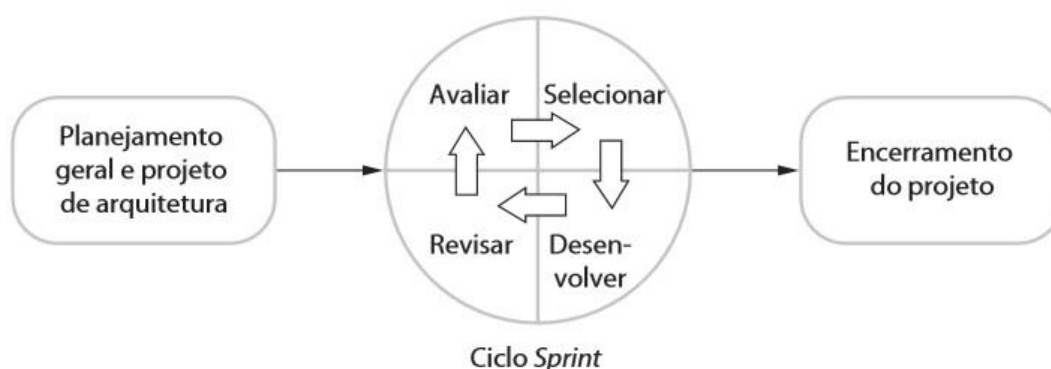 Planejamento
geral e projeto
de arquitetura
Avaliar
Selecionar
Revisar
Desen-
volver
Encerramento
do projeto
Ciclo Sprint